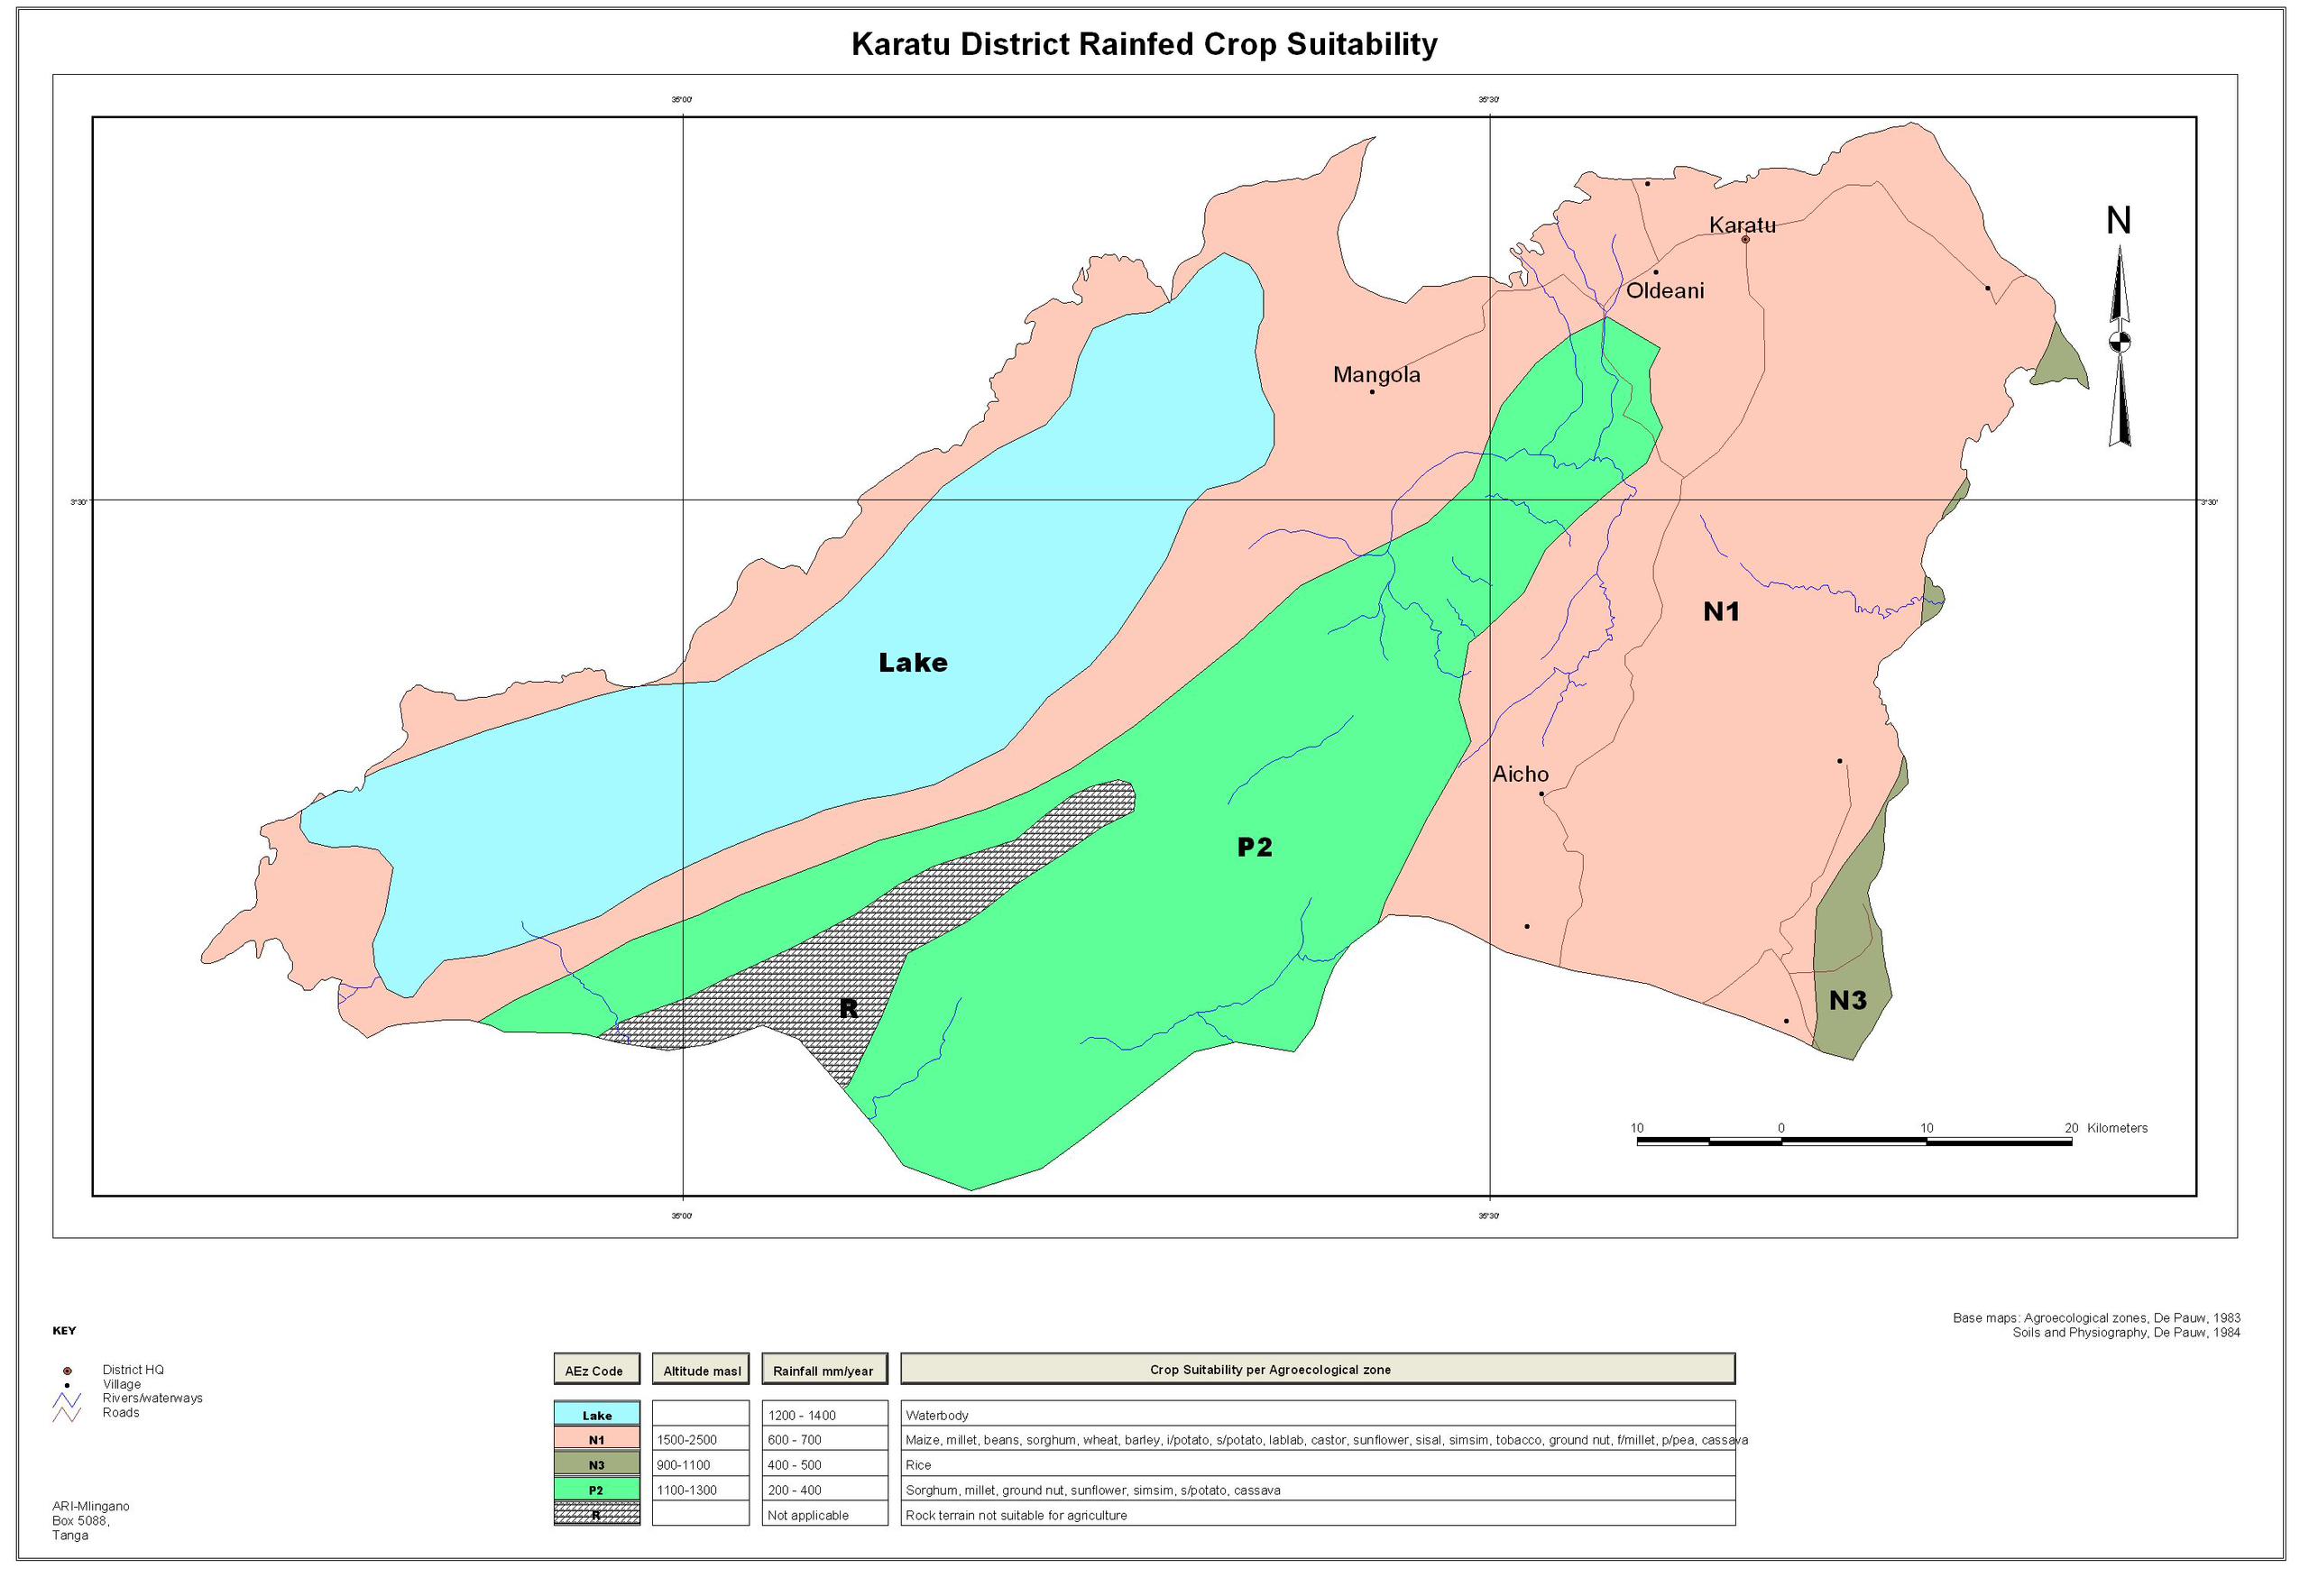 Karatu District Rainfed Crop Suitability
35°00' 35°30'
N
Karatu
Oldeani
Mangola
3°30' 3°30'
N1
Lake
Aicho
P2
R
N3
10 0 10 20 Kilometers
35°00' 35°30'
Base maps: Agroecological zones, De Pauw, 1983
Soils and Physiography, De Pauw, 1984
KEY
District HQ
Village
Rivers/waterways
Roads
AEz Code Altitude masl Rainfall mm/year Crop Suitability per Agroecological zone
Lake 1200 - 1400 Waterbody
N1 1500-2500 600 - 700 Maize, millet, beans, sorghum, wheat, barley, i/potato, s/potato, lablab, castor, sunflower, sisal, simsim, tobacco, ground nut, f/millet, p/pea, cassava
N3 900-1100 400 - 500 Rice
P2 1100-1300 200 - 400 Sorghum, millet, ground nut, sunflower, simsim, s/potato, cassava
R Not applicable Rock terrain not suitable for agriculture
ARI-Mlingano
Box 5088,
Tanga